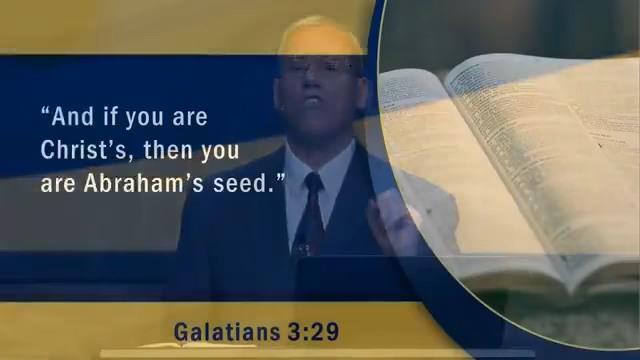 “And if you are
Christ’s, then you
are Abraham’s seed.”
Galatians 3:29